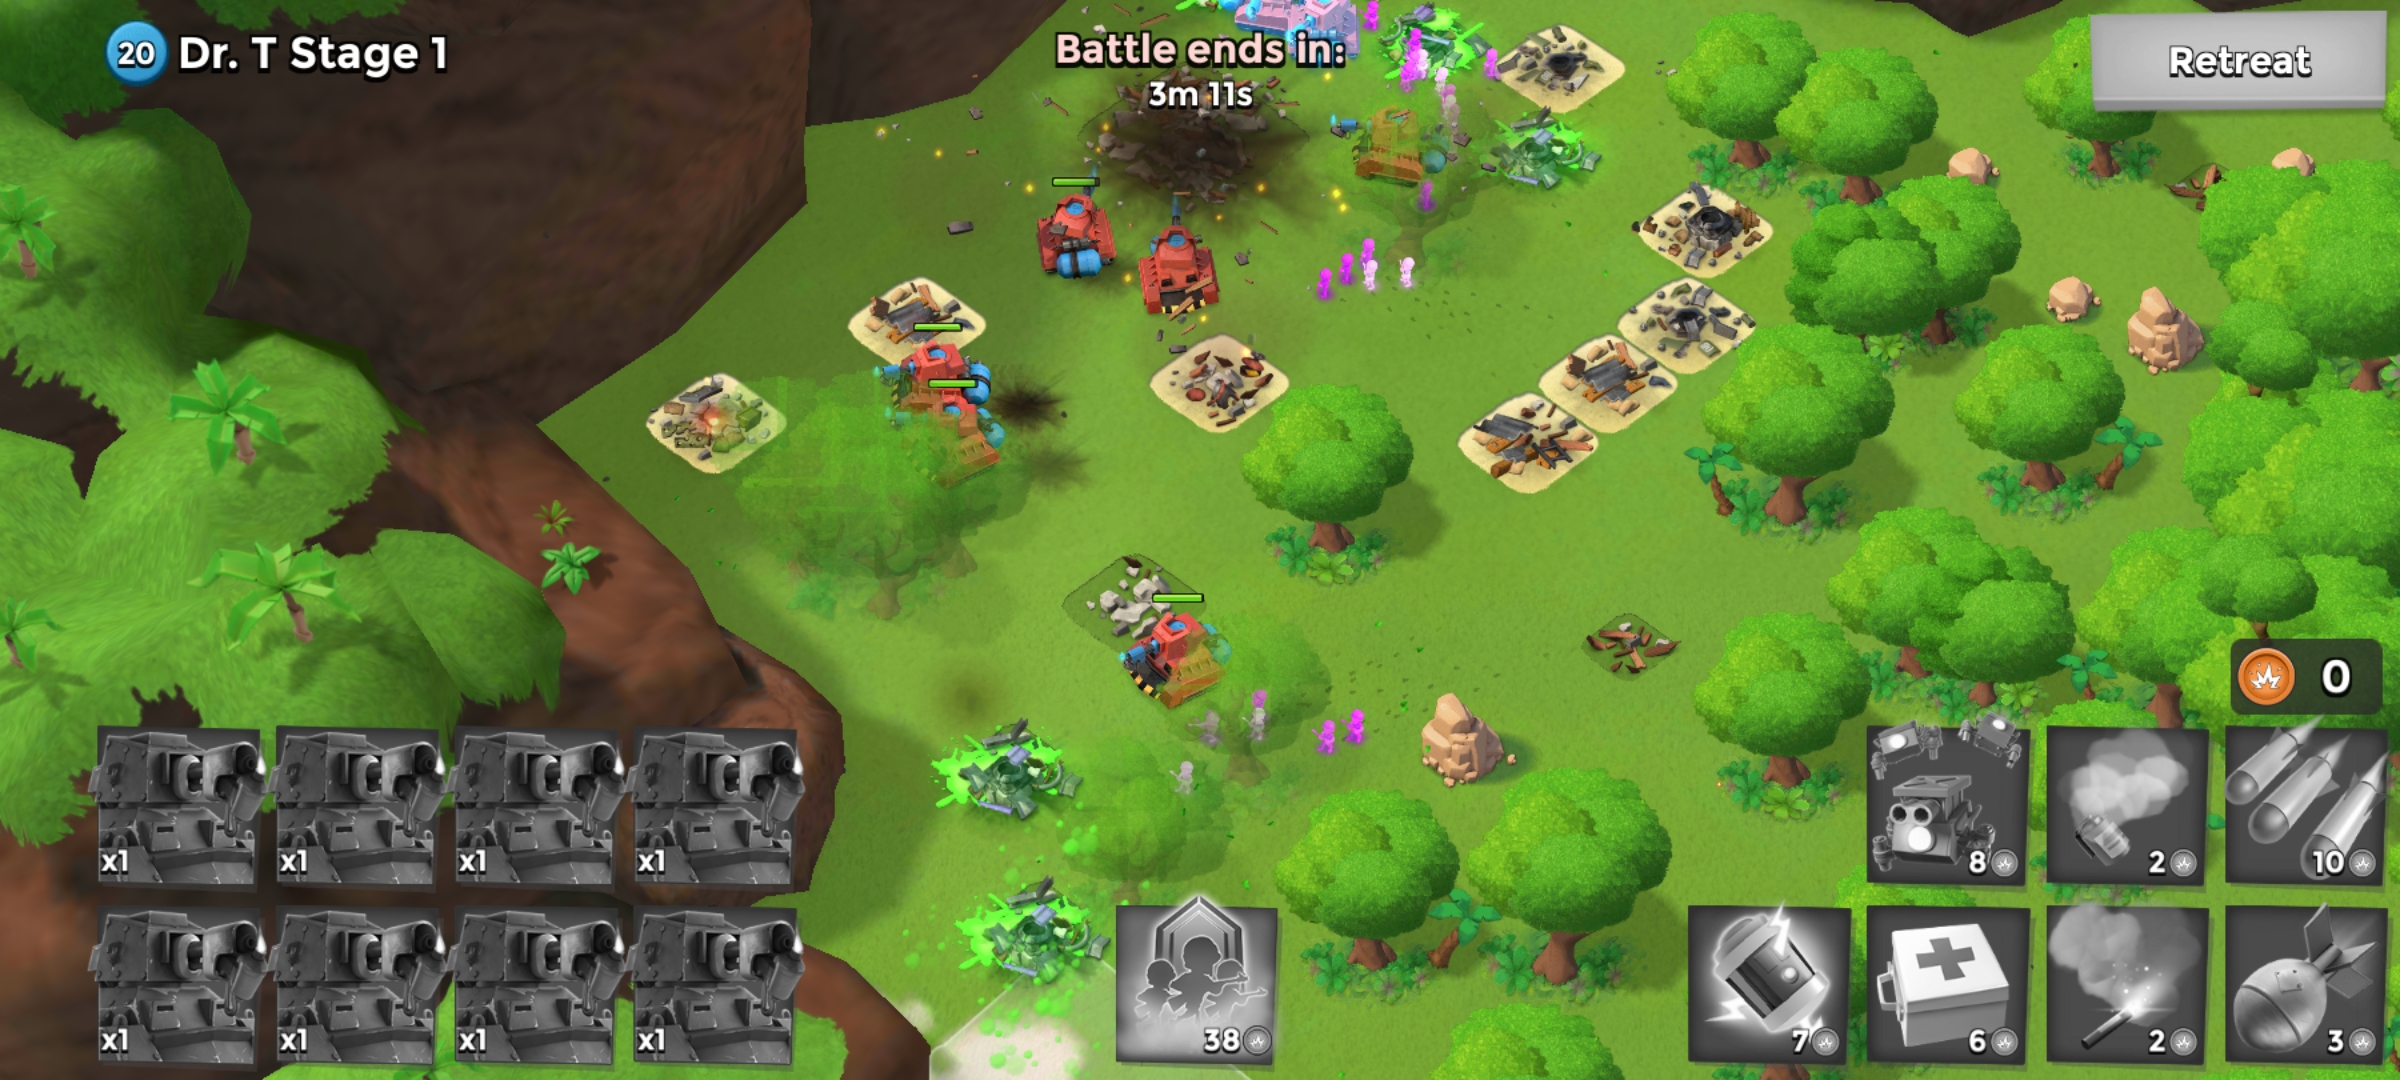 20 Dr. T Stage 1
Battle ends in:
3m 11s
Retreat
0
x1 x1 x1 x1
8 2 10
x1 x1 x1 x1
38 7 6 2 3